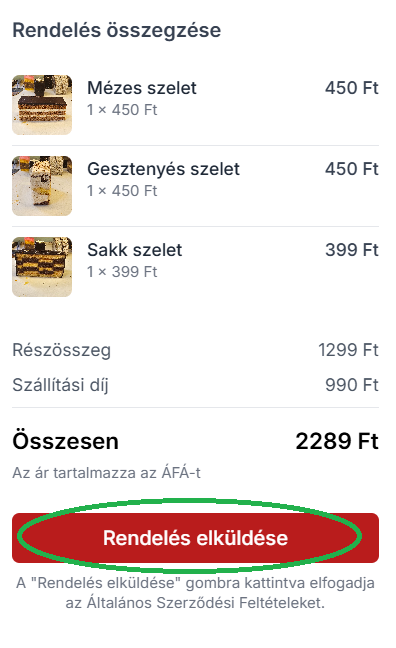 Rendelés összegzése
Mézes szelet 450 Ft
1 × 450 Ft
Gesztenyés szelet 450 Ft
1 × 450 Ft
Sakk szelet 399 Ft
1 × 399 Ft
Részösszeg 1299 Ft
Szállítási díj 990 Ft
Összesen 2289 Ft
Az ár tartalmazza az ÁFÁ-t
Rendelés elküldése
A "Rendelés elküldése" gombra kattintva elfogadja
az Általános Szerződési Feltételeket.